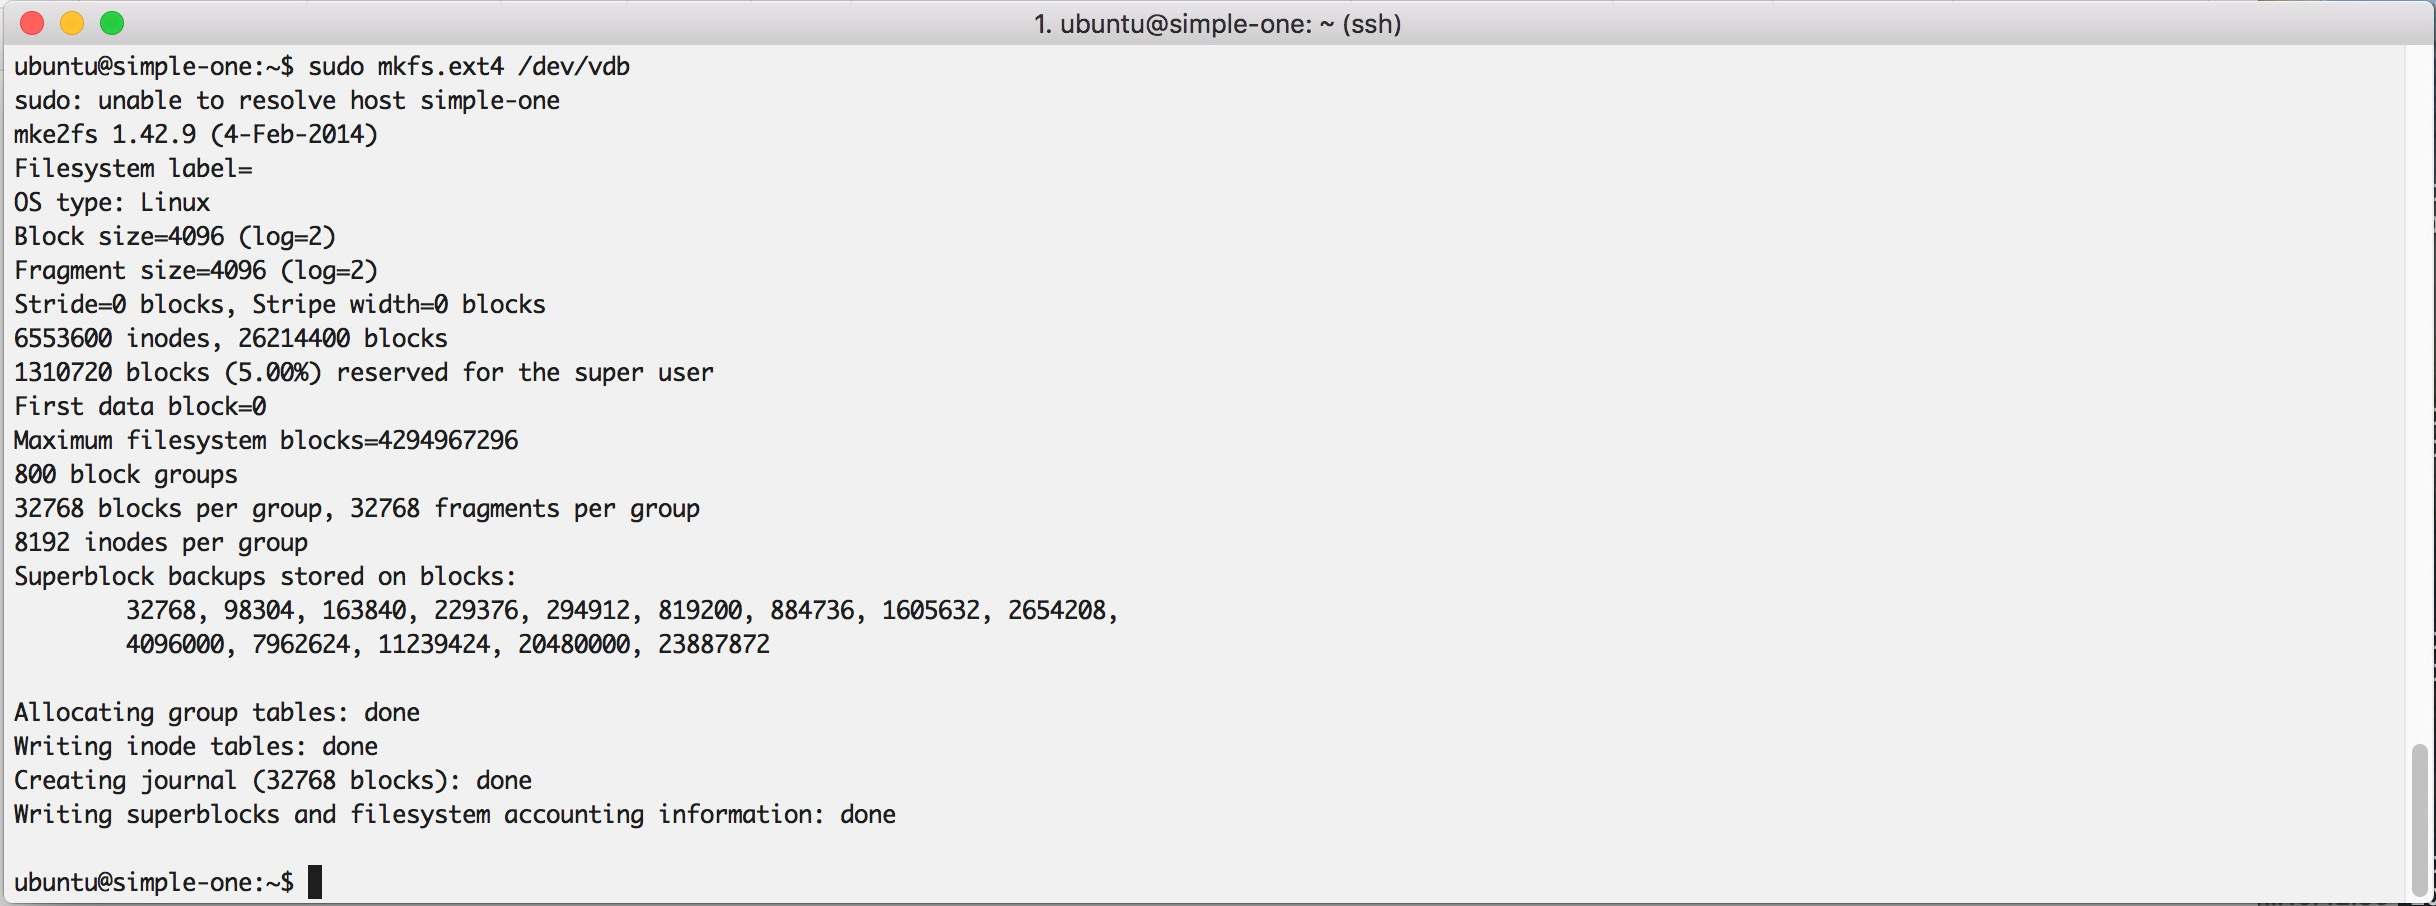 1. ubuntu@simple-one: ~ (ssh)
ubuntu@simple-one:~$ sudo mkfs.ext4 /dev/vdb
sudo: unable to resolve host simple-one
mke2fs 1.42.9 (4-Feb-2014)
Filesystem label=
OS type: Linux
Block size=4096 (log=2)
Fragment size=4096 (log=2)
Stride=0 blocks, Stripe width=0 blocks
6553600 inodes, 26214400 blocks
1310720 blocks (5.00%) reserved for the super user
First data block=0
Maximum filesystem blocks=4294967296
800 block groups
32768 blocks per group, 32768 fragments per group
8192 inodes per group
Superblock backups stored on blocks:
32768, 98304, 163840, 229376, 294912, 819200, 884736, 1605632, 2654208,
4096000, 7962624, 11239424, 20480000, 23887872
Allocating group tables: done
Writing inode tables: done
Creating journal (32768 blocks): done
Writing superblocks and filesystem accounting information: done
ubuntu@simple-one:~$